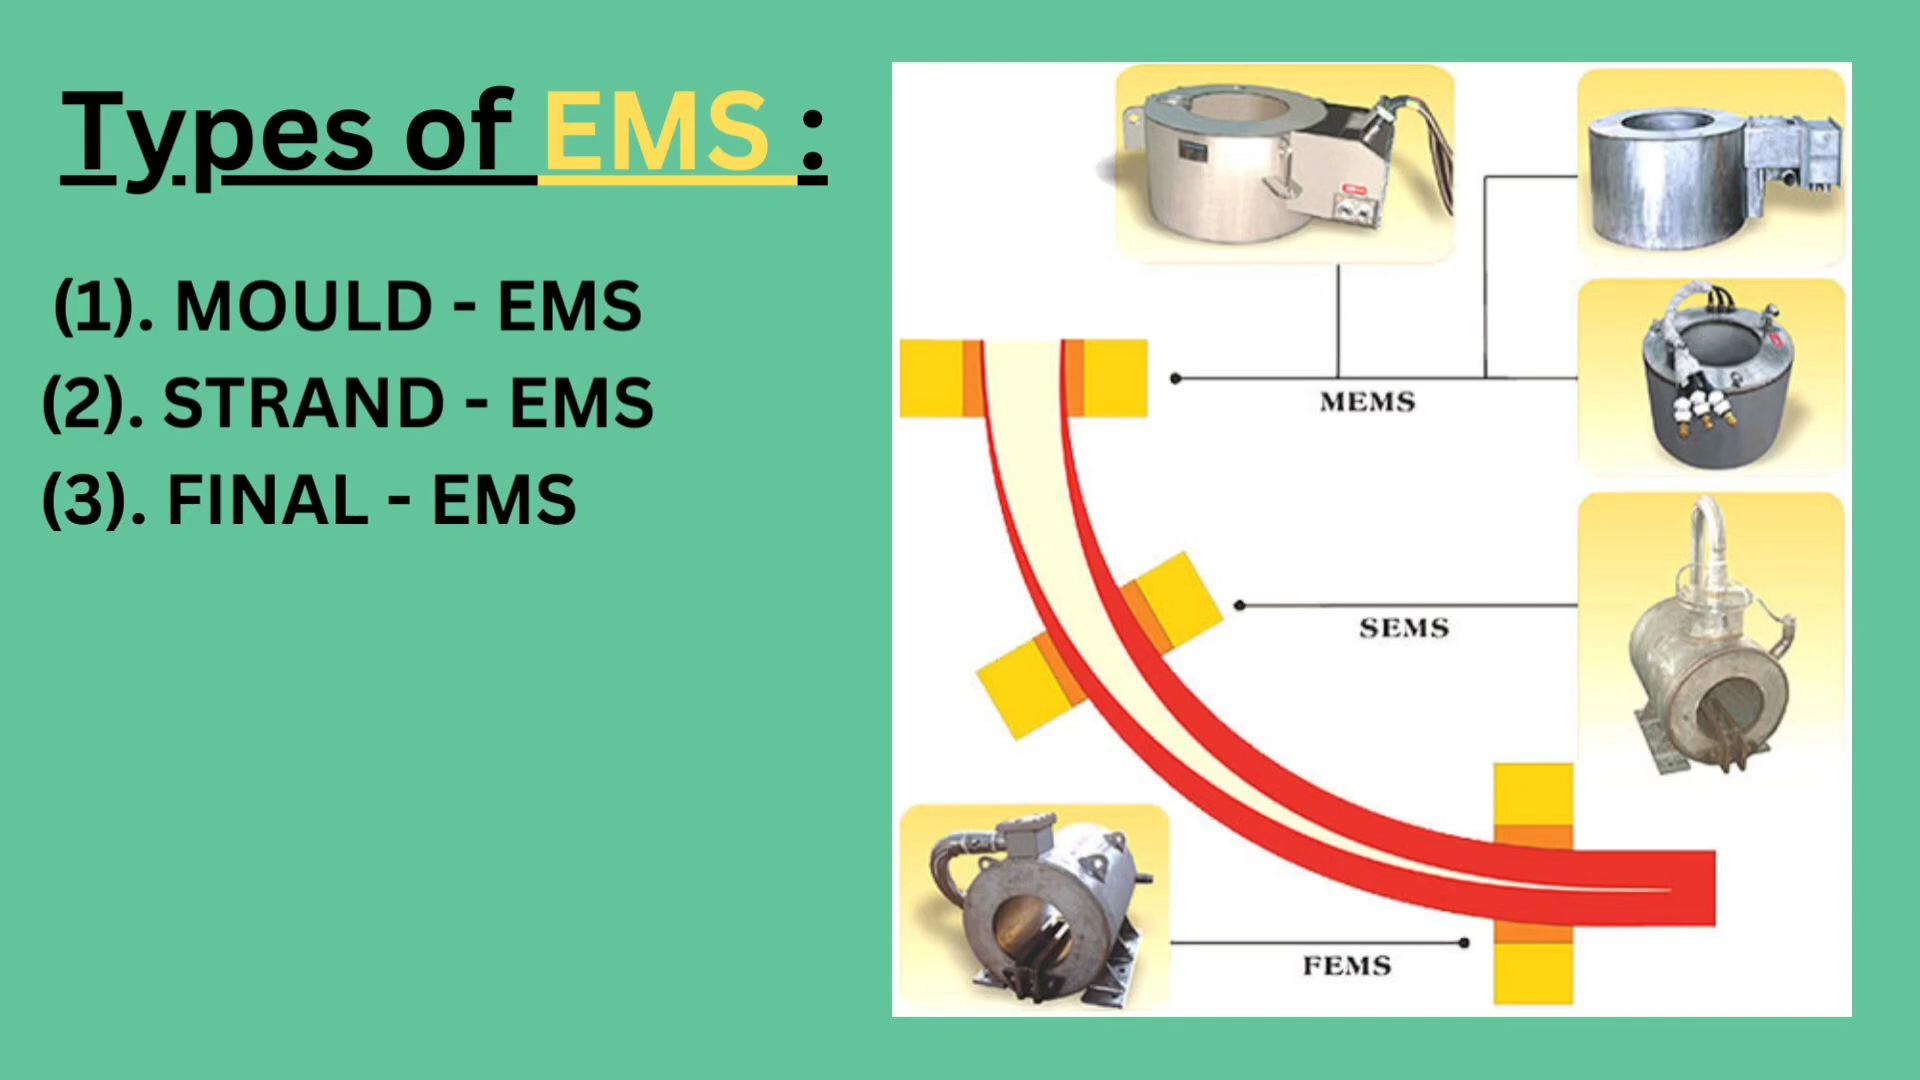 Types of EMS :
(1). MOULD - EMS
(2). STRAND - EMS
(3). FINAL - EMS
MEMS
SEMS
FEMS